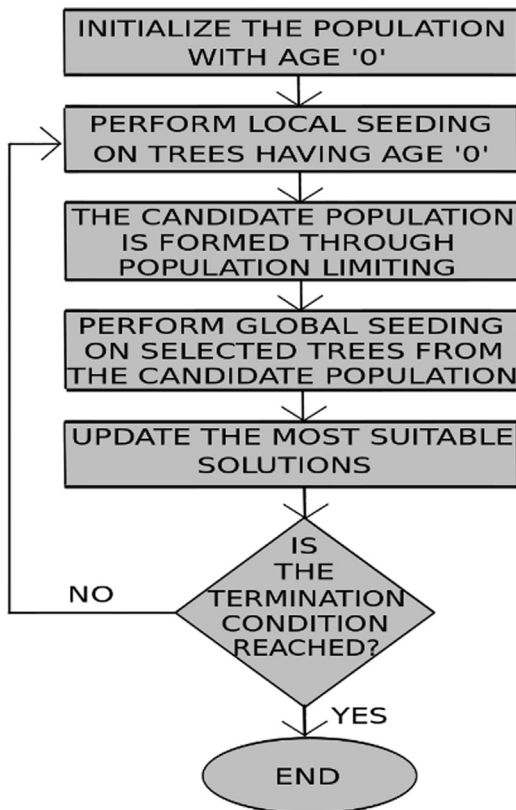 INITIALIZE THE POPULATION
WITH AGE '0'
PERFORM LOCAL SEEDING
ON TREES HAVING AGE '0'
THE CANDIDATE POPULATION
IS FORMED THROUGH
POPULATION LIMITING
PERFORM GLOBAL SEEDING
ON SELECTED TREES FROM
THE CANDIDATE POPULATION
UPDATE THE MOST SUITABLE
SOLUTIONS
IS
THE
TERMINATION
CONDITION
REACHED?
NO
YES
END